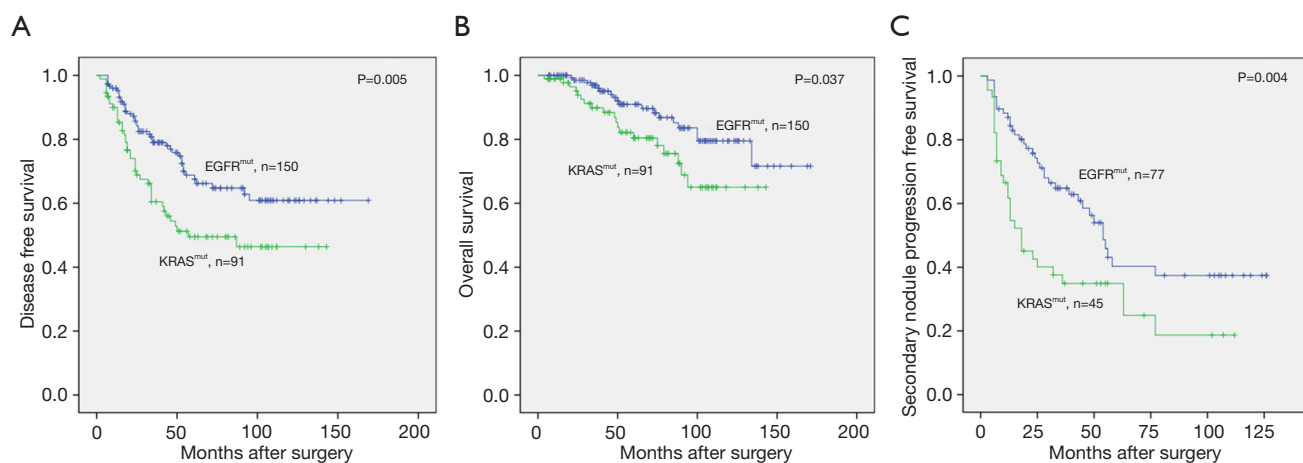 A
P=0.005
1.0
0.8
0.6
0.4
0.2
0.0
EGFRmut, n=150
KRASmut, n=91
Disease free survival
0 50 100 150 200
Months after surgery
B
P=0.037
1.0
0.8
0.6
0.4
0.2
0.0
EGFRmut, n=150
KRASmut, n=91
Overall survival
0 50 100 150 200
Months after surgery
C
P=0.004
1.0
0.8
0.6
0.4
0.2
0.0
EGFRmut, n=77
KRASmut, n=45
Secondary nodule progression free survival
0 25 50 75 100 125
Months after surgery